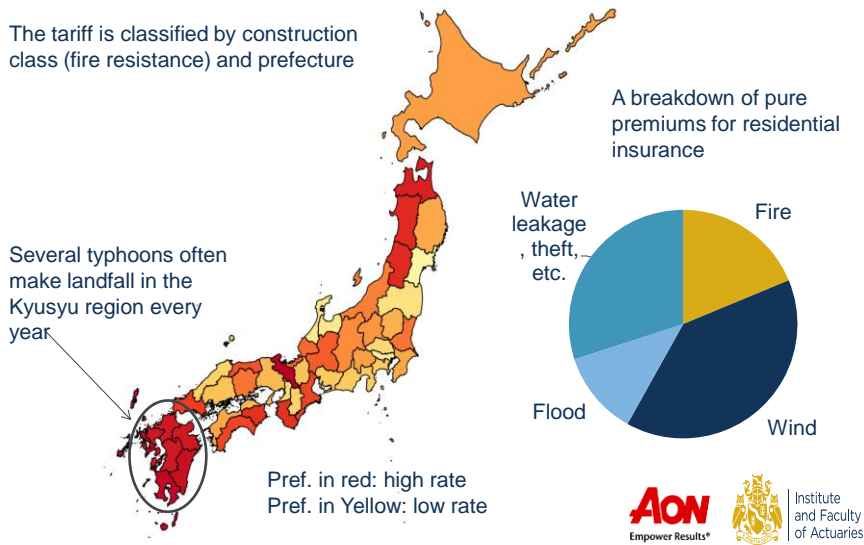 The tariff is classified by construction
class (fire resistance) and prefecture
A breakdown of pure
premiums for residential
insurance
Water
leakage
, theft,
etc.
Fire
Several typhoons often
make landfall in the
Kyusyu region every
year
Flood
Wind
Pref. in red: high rate
Pref. in Yellow: low rate
AON
Empower Results®
Institute
and Faculty
of Actuaries